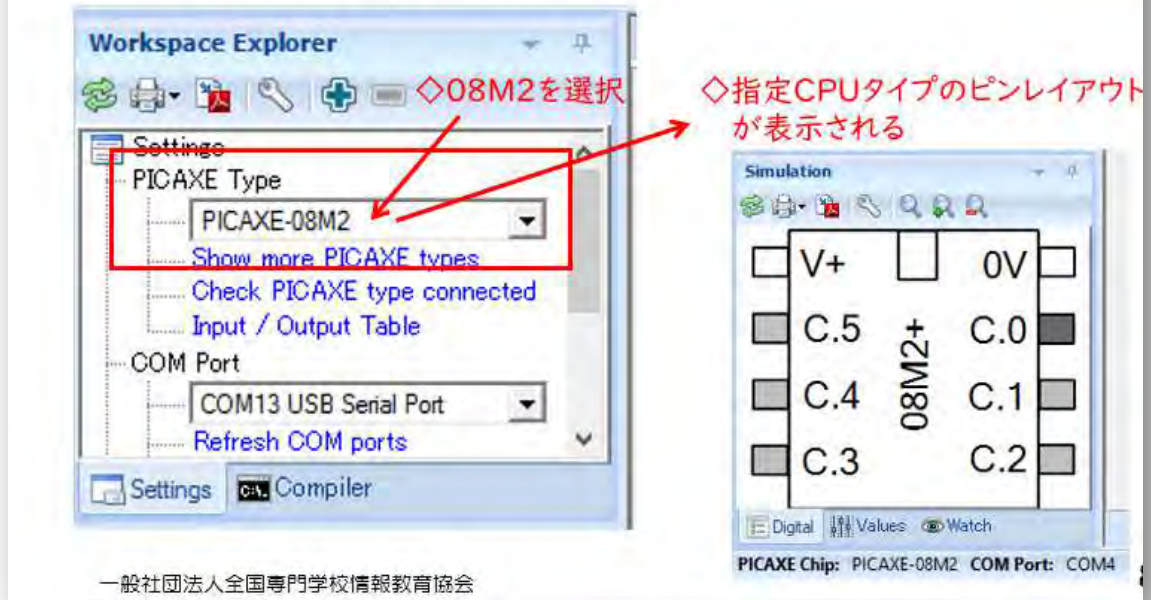 Workspace Explorer
◇08M2を選択
Settings
PICAXE Type
PICAXE-08M2
Show more PICAXE types
Check PICAXE type connected
Input / Output Table
COM Port
COM13 USB Serial Port
Refresh COM ports
Settings
C:\.
Compiler
◇指定CPUタイプのピンレイアウト
が表示される
Simulation
V+ 0V
C.5 C.0
C.4 C.1
C.3 C.2
08M2+
Digital Values Watch
PICAXE Chip: PICAXE-08M2 COM Port: COM4
一般社団法人全国専門学校情報教育協会